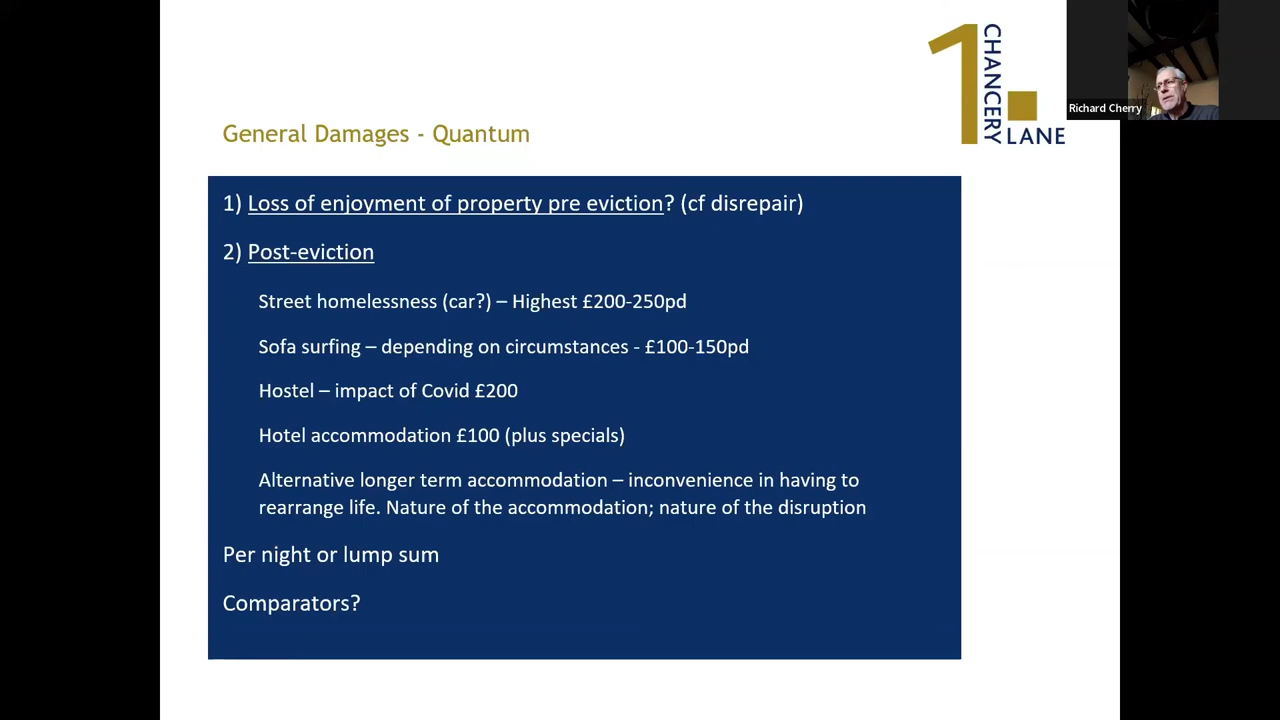 1 CHANCERY LANE
Richard Cherry
General Damages - Quantum
1) Loss of enjoyment of property pre eviction? (cf disrepair)
2) Post-eviction
Street homelessness (car?) – Highest £200-250pd
Sofa surfing – depending on circumstances - £100-150pd
Hostel – impact of Covid £200
Hotel accommodation £100 (plus specials)
Alternative longer term accommodation – inconvenience in having to
rearrange life. Nature of the accommodation; nature of the disruption
Per night or lump sum
Comparators?